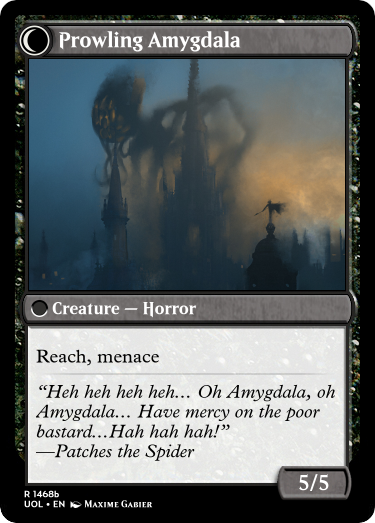 Prowling Amygdala
Creature — Horror
Reach, menace
“Heh heh heh heh… Oh Amygdala, oh
Amygdala… Have mercy on the poor
bastard…Hah hah hah!”
—Patches the Spider
5/5
R 1468b
UOL • EN Maxime Gabier